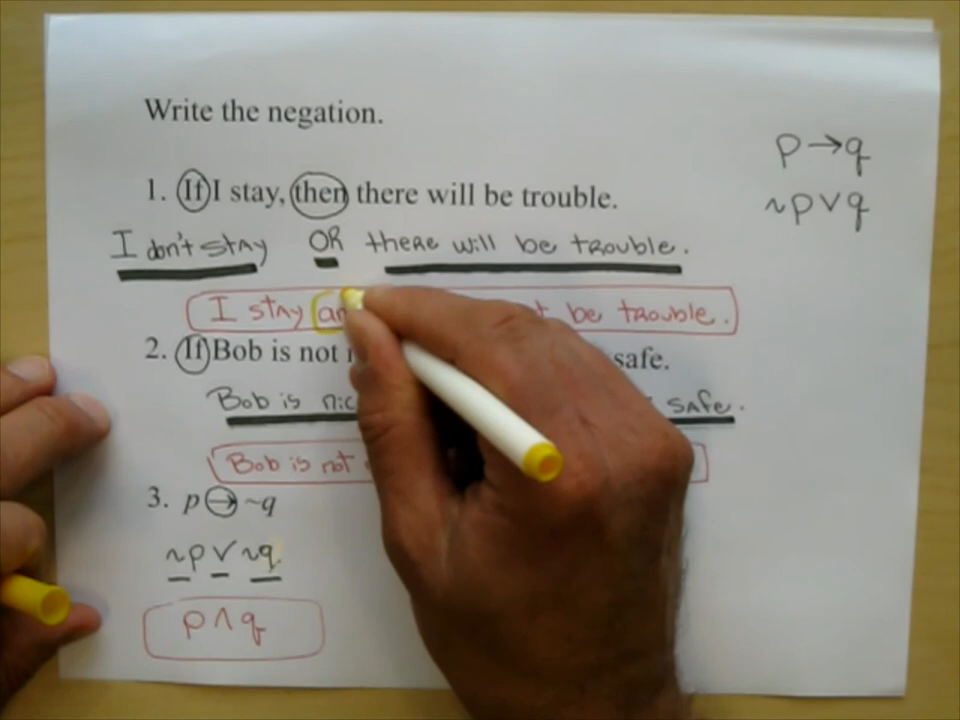 Write the negation.
p → q
1. If I stay, then there will be trouble.
~p ∨ q
I don't stay OR there will be trouble.
I stay be trouble.
2. If Bob is not safe.
Bob is safe.
Bob is not
3. p → ~q
~p ∨ ~q
p ∧ q